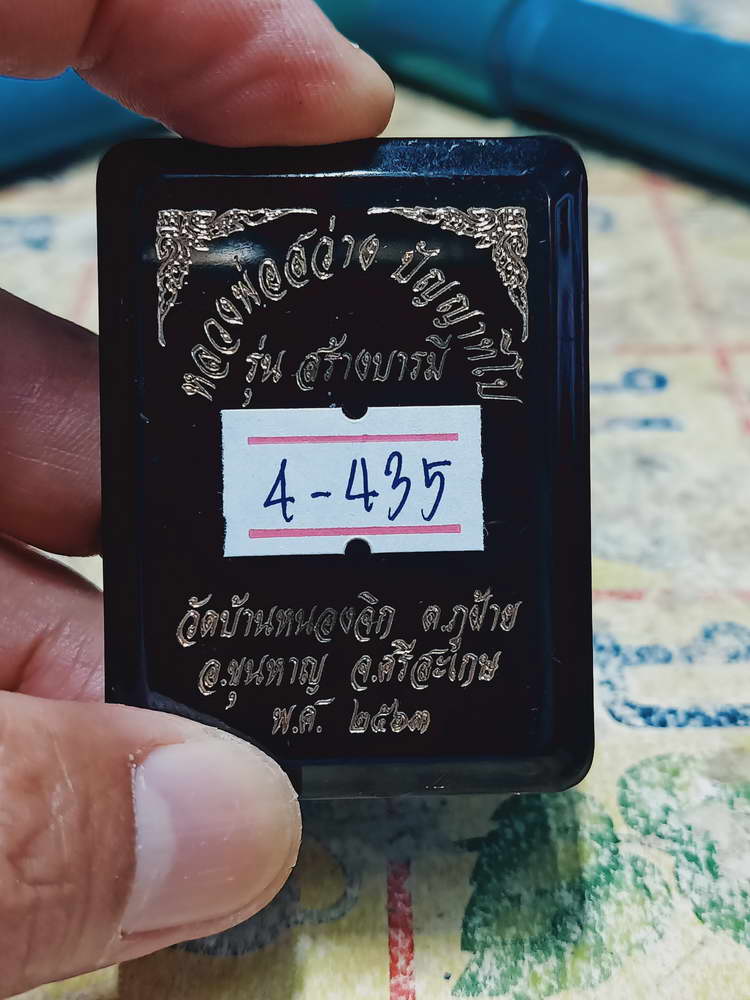 หลวงพ่อสว่าง ปัญญาทีโป
รุ่น สร้างบารมี
4-435
วัดบ้านหนองจิก ต.ภูฝ้าย
อ.ขุนหาญ จ.ศรีสะเกษ
พ.ศ. ๒๕๖๓